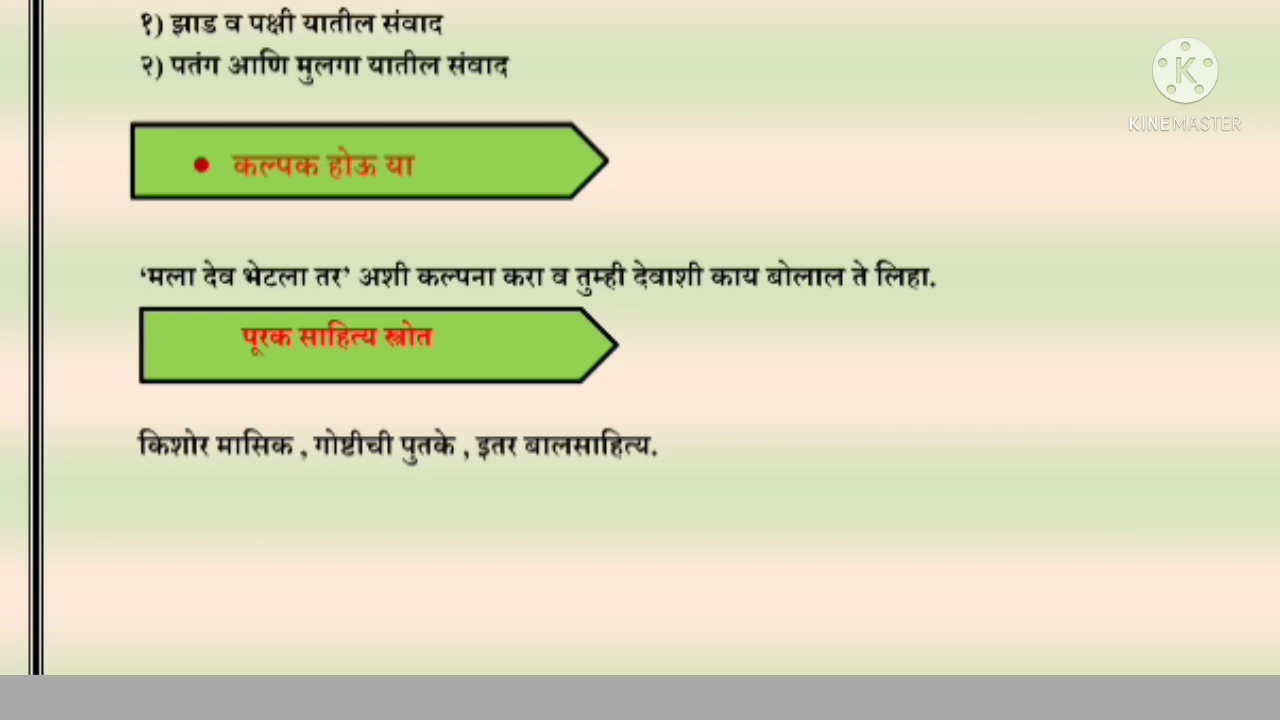 १) झाड व पक्षी यातील संवाद
२) पतंग आणि मुलगा यातील संवाद
KINEMASTER
• कल्पक होऊ या
‘मला देव भेटला तर’ अशी कल्पना करा व तुम्ही देवाशी काय बोलाल ते लिहा.
पूरक साहित्य स्त्रोत
किशोर मासिक , गोष्टीची पुतके , इतर बालसाहित्य.